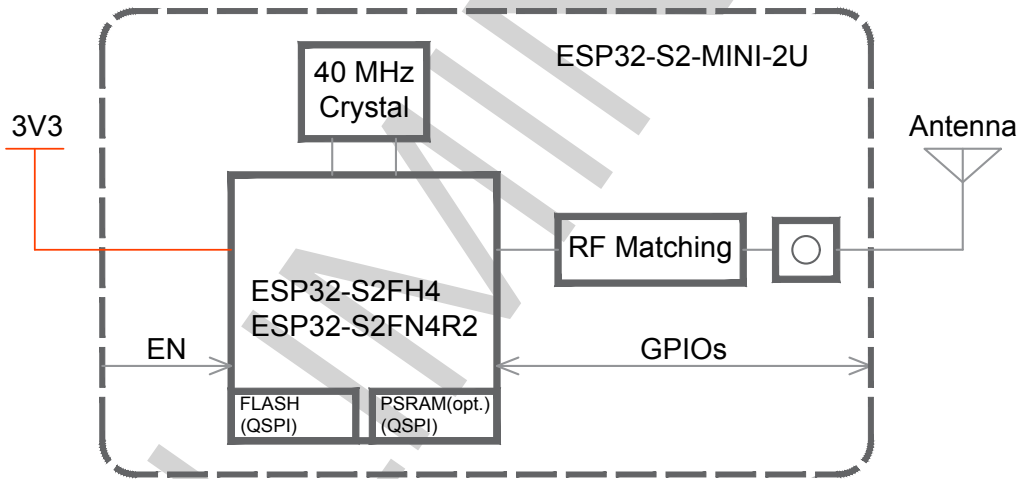 ESP32-S2-MINI-2U
40 MHz
Crystal
3V3
Antenna
RF Matching
ESP32-S2FH4
ESP32-S2FN4R2
EN
GPIOs
FLASH
(QSPI)
PSRAM(opt.)
(QSPI)